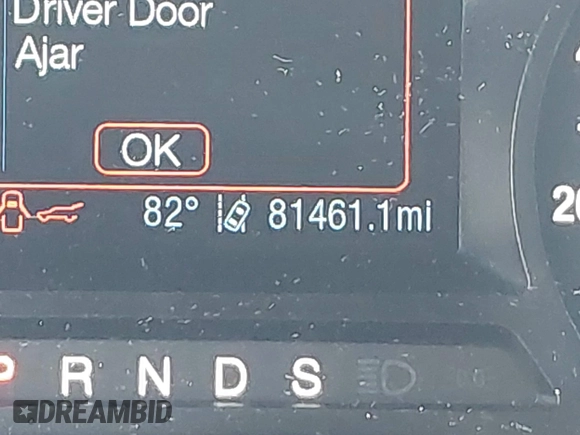 Driver Door
Ajar
OK
82° 81461.1mi
P R N D S
DREAMBID